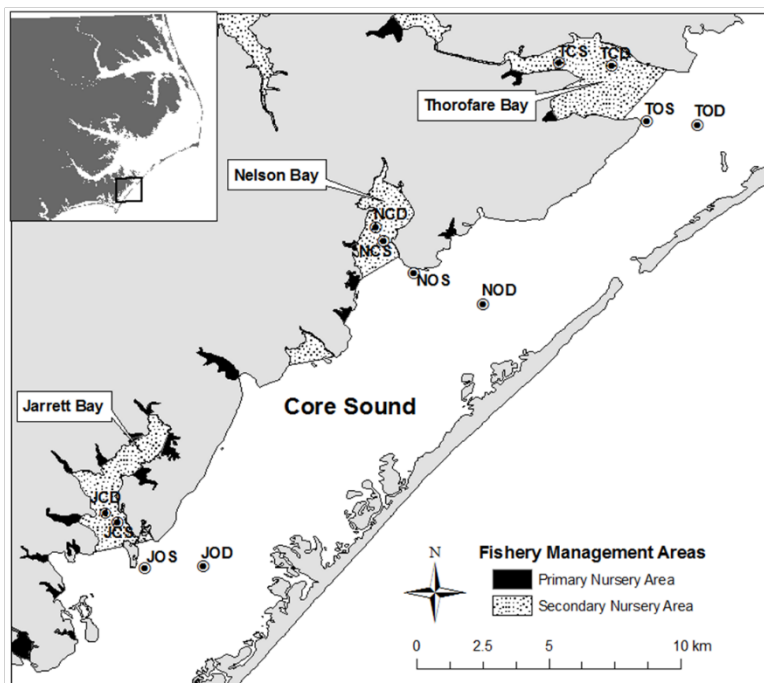 TCS
TCD
Thorofare Bay
TOS
TOD
Nelson Bay
NCD
NCS
NOS
NOD
Core Sound
Jarrett Bay
JCD
JCS
JOS
JOD
N
Fishery Management Areas
Primary Nursery Area
Secondary Nursery Area
0 2.5 5 10 km